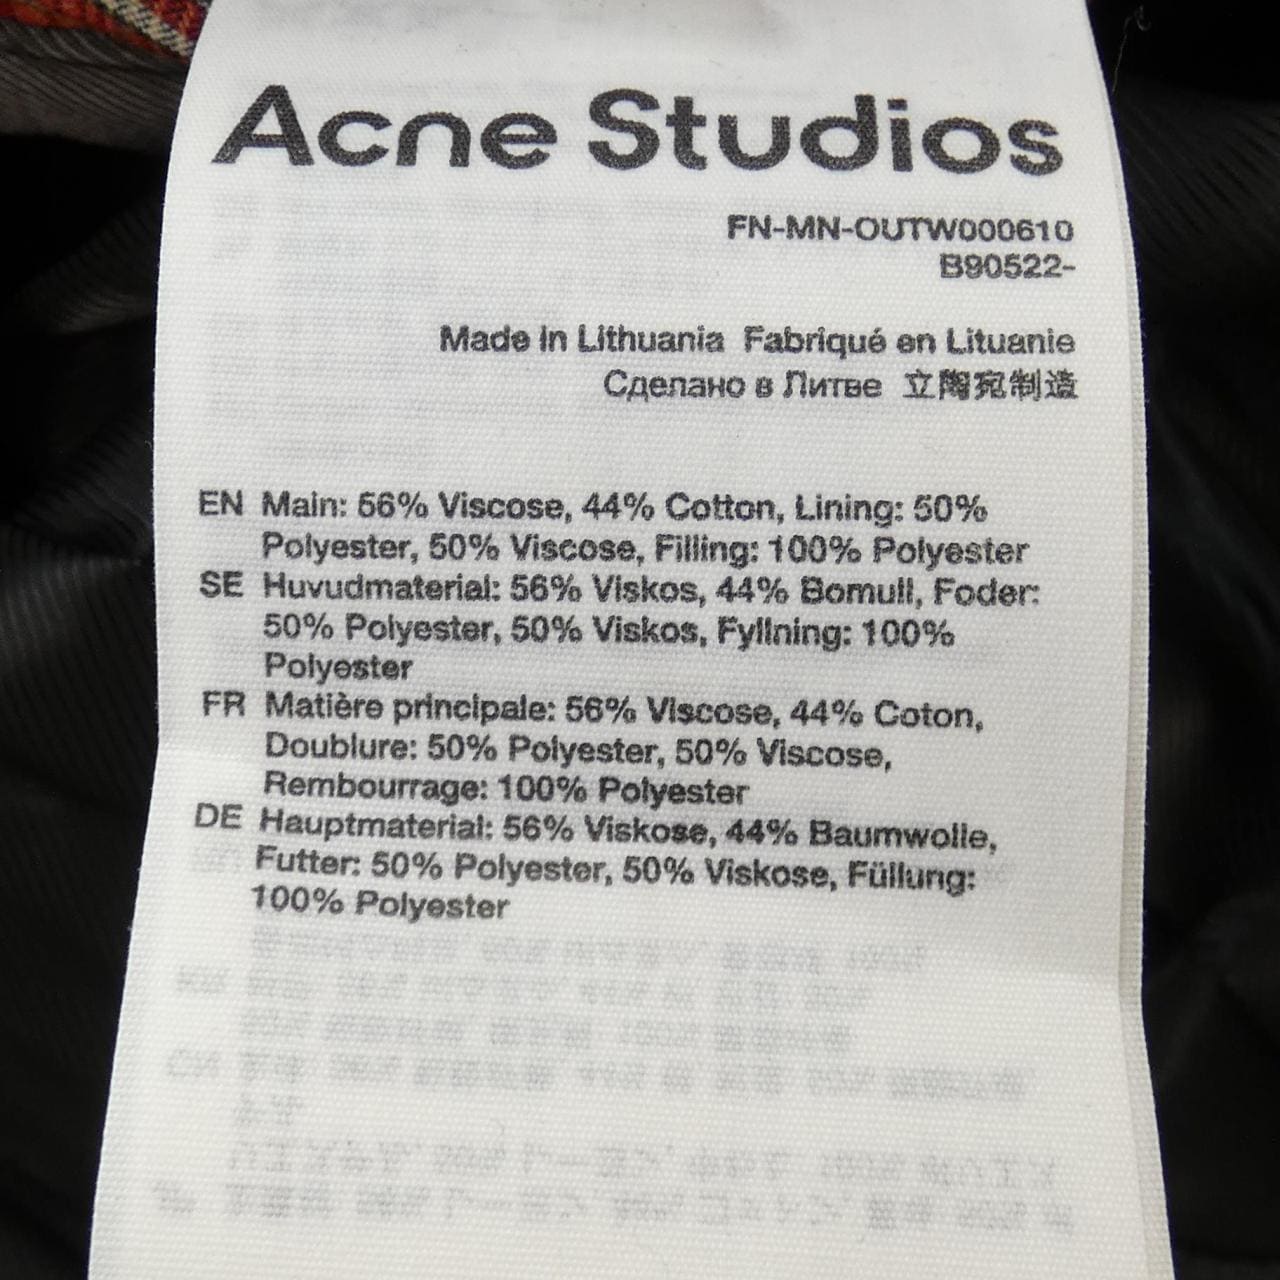 Acne Studios
FN-MN-OUTW000610
B90522-
Made in Lithuania Fabriqué en Lituanie
Сделано в Литве 立陶宛制造
EN Main: 56% Viscose, 44% Cotton, Lining: 50%
Polyester, 50% Viscose, Filling: 100% Polyester
SE Huvudmaterial: 56% Viskos, 44% Bomull, Foder:
50% Polyester, 50% Viskos, Fyllning: 100%
Polyester
FR Matière principale: 56% Viscose, 44% Coton,
Doublure: 50% Polyester, 50% Viscose,
Rembourrage: 100% Polyester
DE Hauptmaterial: 56% Viskose, 44% Baumwolle,
Futter: 50% Polyester, 50% Viskose, Füllung:
100% Polyester